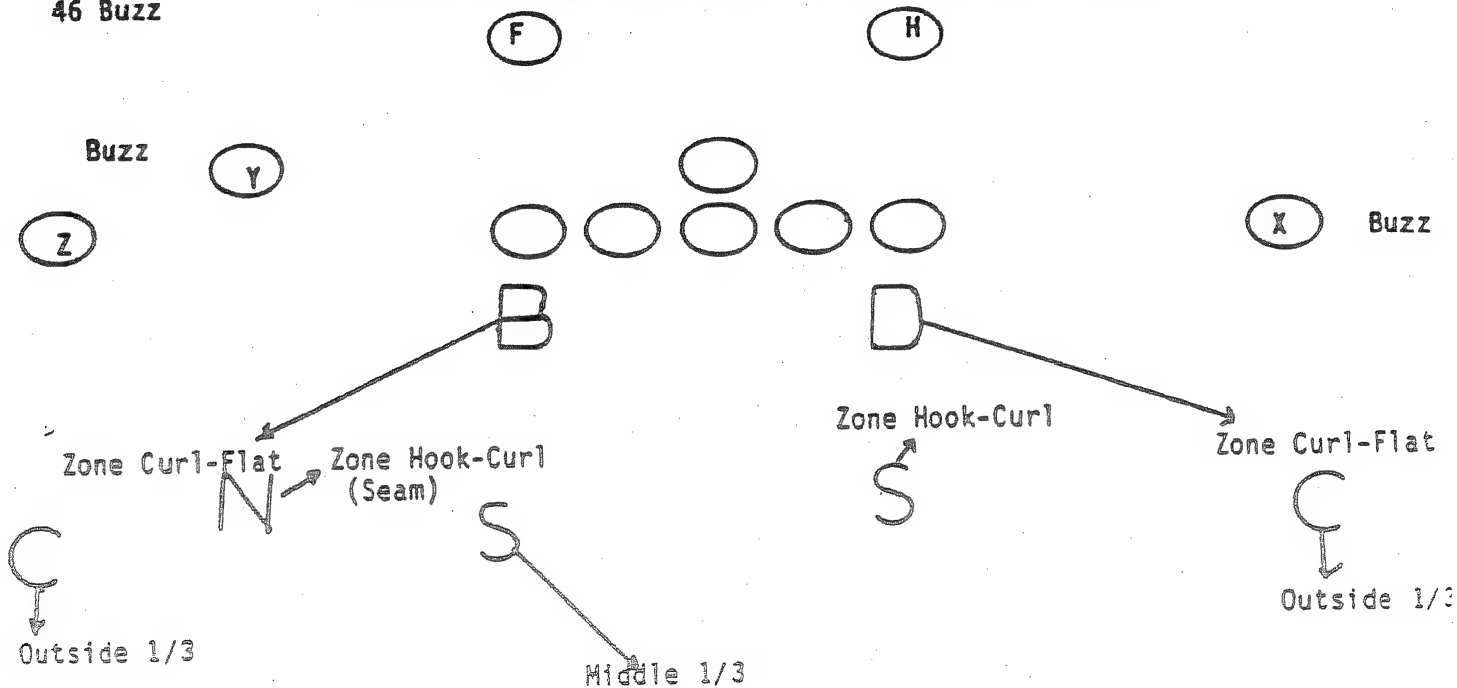 46 Buzz
F
H
Buzz
Y
Z
X
Buzz
B
D
Zone Hook-Curl
Zone Curl-Flat
Zone Curl-Flat
Zone Hook-Curl
(Seam)
N
S
S
C
C
Outside 1/3
Outside 1/3
Middle 1/3